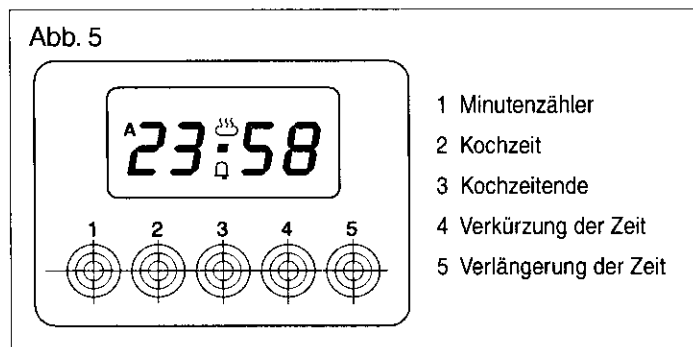 Abb. 5
A 23:58
1 2 3 4 5
1 Minutenzähler
2 Kochzeit
3 Kochzeitende
4 Verkürzung der Zeit
5 Verlängerung der Zeit